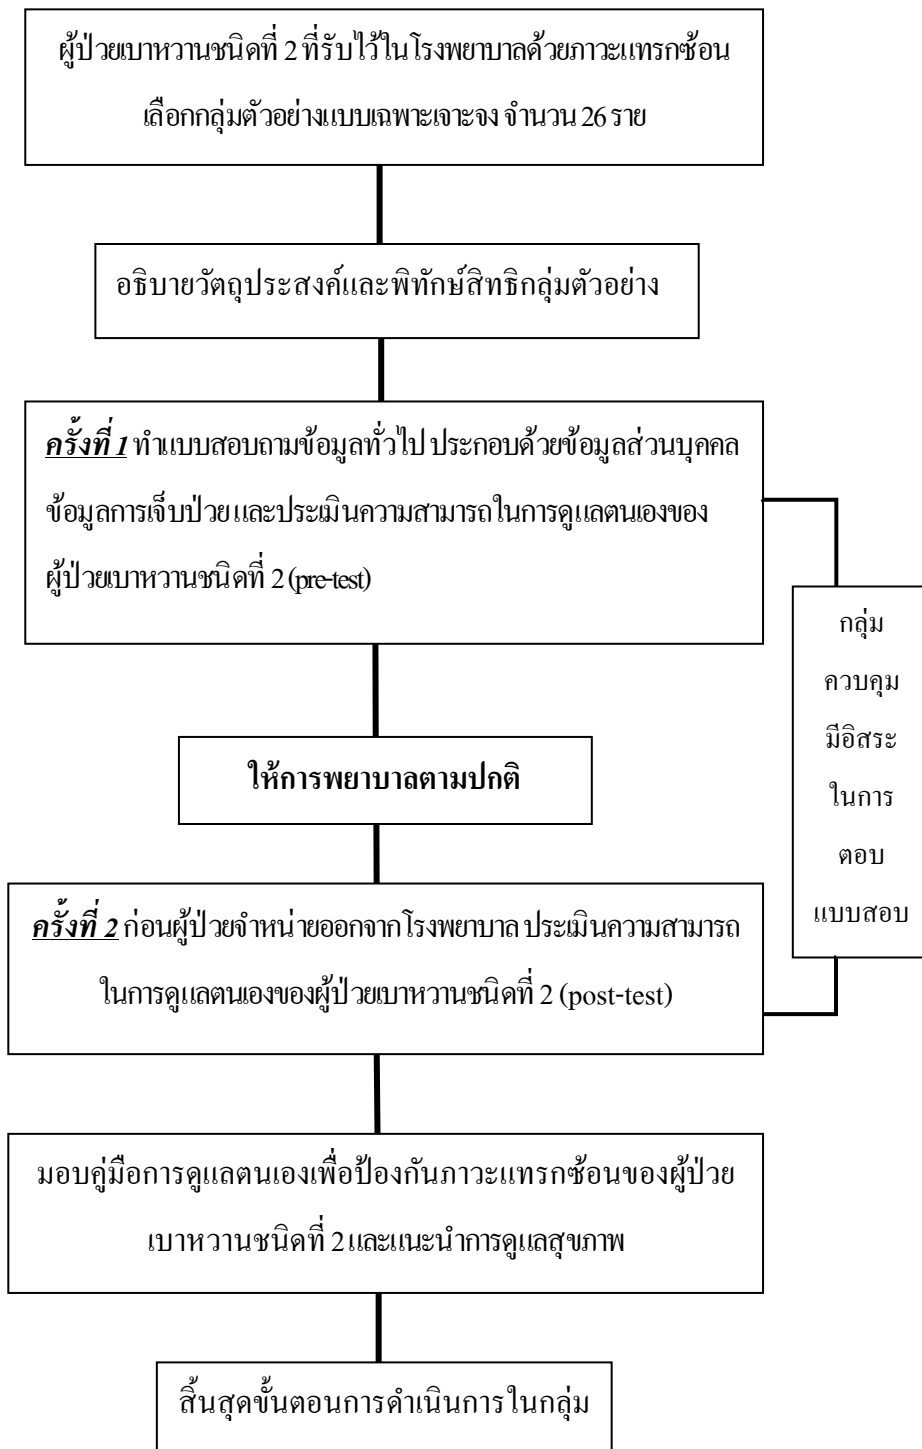 ผู้ป่วยเบาหวานชนิดที่ 2 ที่รับไว้ในโรงพยาบาลด้วยภาวะแทรกซ้อน
เลือกกลุ่มตัวอย่างแบบเฉพาะเจาะจง จำนวน 26 ราย
อธิบายวัตถุประสงค์และพิทักษ์สิทธิกลุ่มตัวอย่าง
ครั้งที่ 1 ทำแบบสอบถามข้อมูลทั่วไป ประกอบด้วยข้อมูลส่วนบุคคล
ข้อมูลการเจ็บป่วย และประเมินความสามารถในการดูแลตนเองของ
ผู้ป่วยเบาหวานชนิดที่ 2 (pre-test)
กลุ่ม
ควบคุม
มีอิสระ
ในการ
ตอบ
แบบสอบ
ให้การพยาบาลตามปกติ
ครั้งที่ 2 ก่อนผู้ป่วยจำหน่ายออกจากโรงพยาบาล ประเมินความสามารถ
ในการดูแลตนเองของผู้ป่วยเบาหวานชนิดที่ 2 (post-test)
มอบคู่มือการดูแลตนเองเพื่อป้องกันภาวะแทรกซ้อนของผู้ป่วย
เบาหวานชนิดที่ 2 และแนะนำการดูแลสุขภาพ
สิ้นสุดขั้นตอนการดำเนินการในกลุ่ม